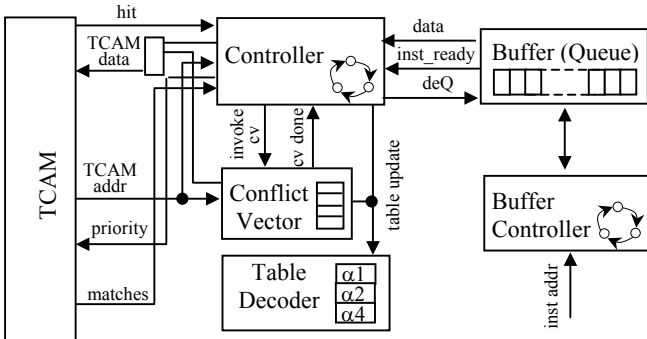 hit
TCAM
data
TCAM
TCAM
addr
priority
matches
Controller
invoke
cv
cv done
table update
Conflict
Vector
Table
Decoder
α1
α2
α4
data
inst_ready
deQ
Buffer (Queue)
Buffer
Controller
inst addr